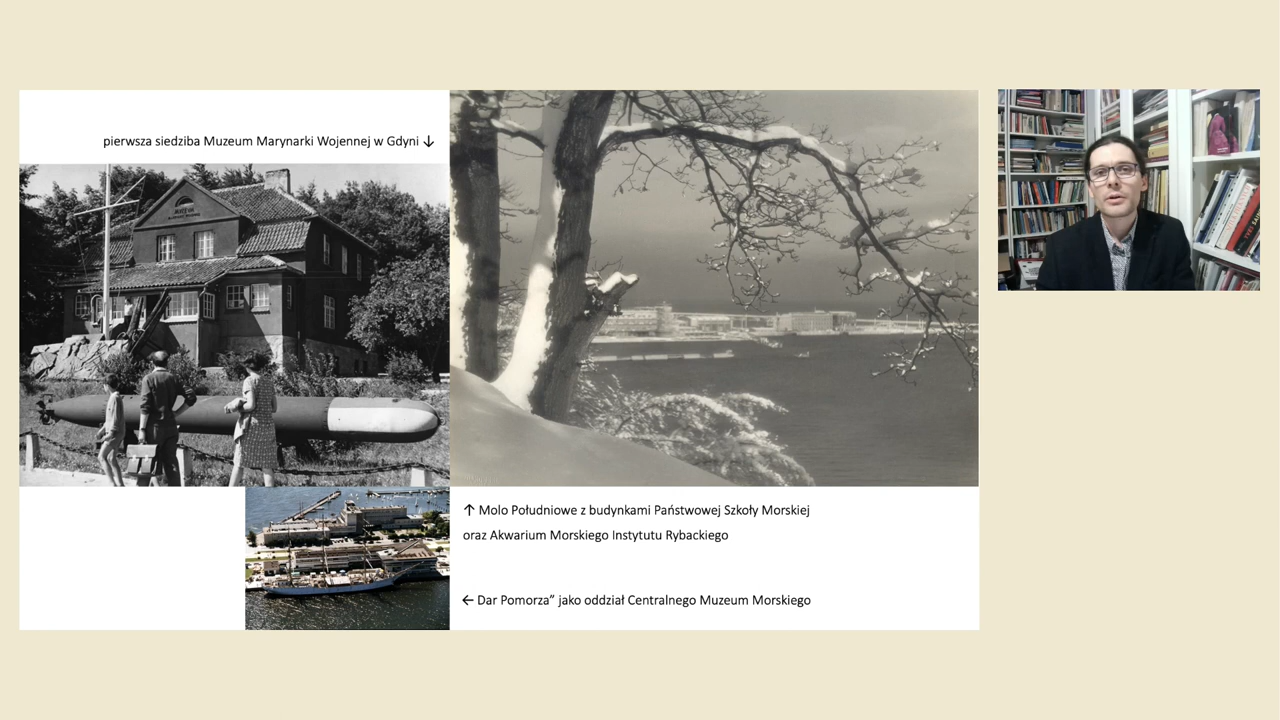 pierwsza siedziba Muzeum Marynarki Wojennej w Gdyni ↓
↑ Molo Południowe z budynkami Państwowej Szkoły Morskiej
oraz Akwarium Morskiego Instytutu Rybackiego
← Dar Pomorza” jako oddział Centralnego Muzeum Morskiego